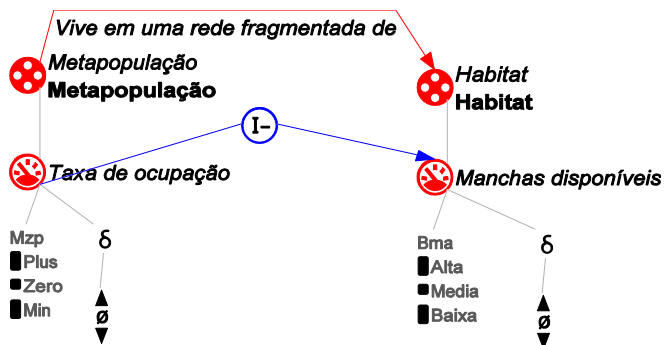 Vive em uma rede fragmentada de
Metapopulação
Metapopulação
Habitat
Habitat
I-
Taxa de ocupação
Manchas disponíveis
Mzp
Plus
Zero
Min
δ
ø
Bma
Alta
Media
Baixa
δ
ø